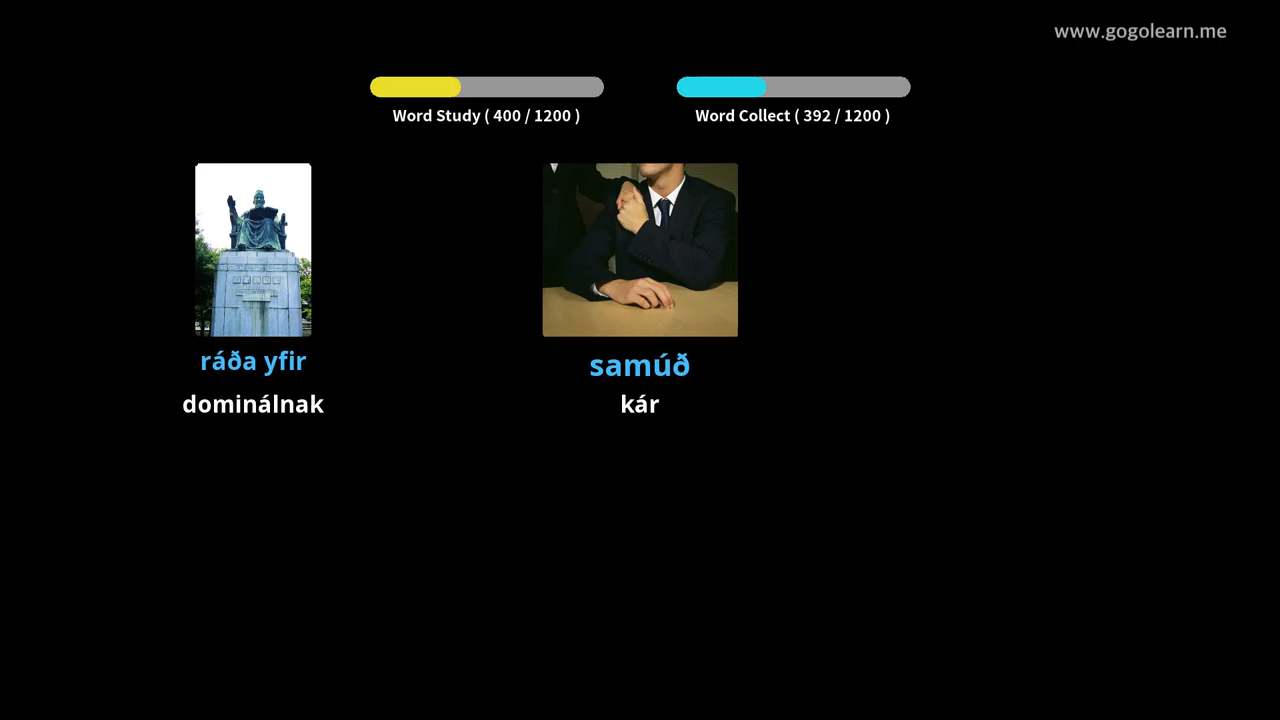 www.gogolearn.me
Word Study ( 400 / 1200 )
Word Collect ( 392 / 1200 )
ráða yfir
dominálnak
samúð
kár